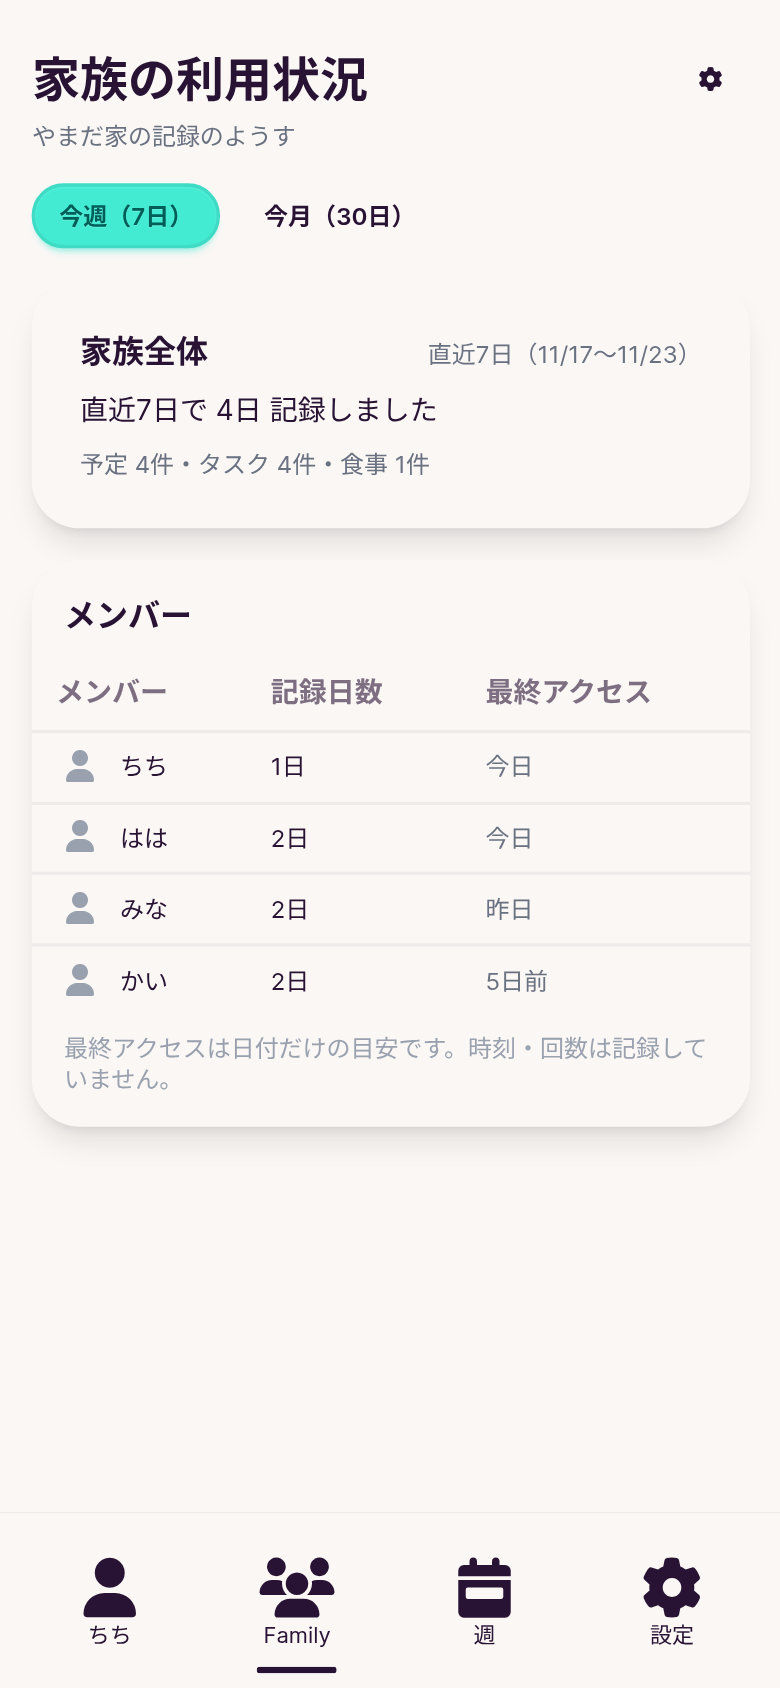 家族の利用状況
やまだ家の記録のようす
今週（7日） 今月（30日）
家族全体 直近7日（11/17〜11/23）
直近7日で 4日 記録しました
予定 4件・タスク 4件・食事 1件
メンバー
メンバー 記録日数 最終アクセス
ちち 1日 今日
はは 2日 今日
みな 2日 昨日
かい 2日 5日前
最終アクセスは日付だけの目安です。時刻・回数は記録して
いません。
ちち Family 週 設定